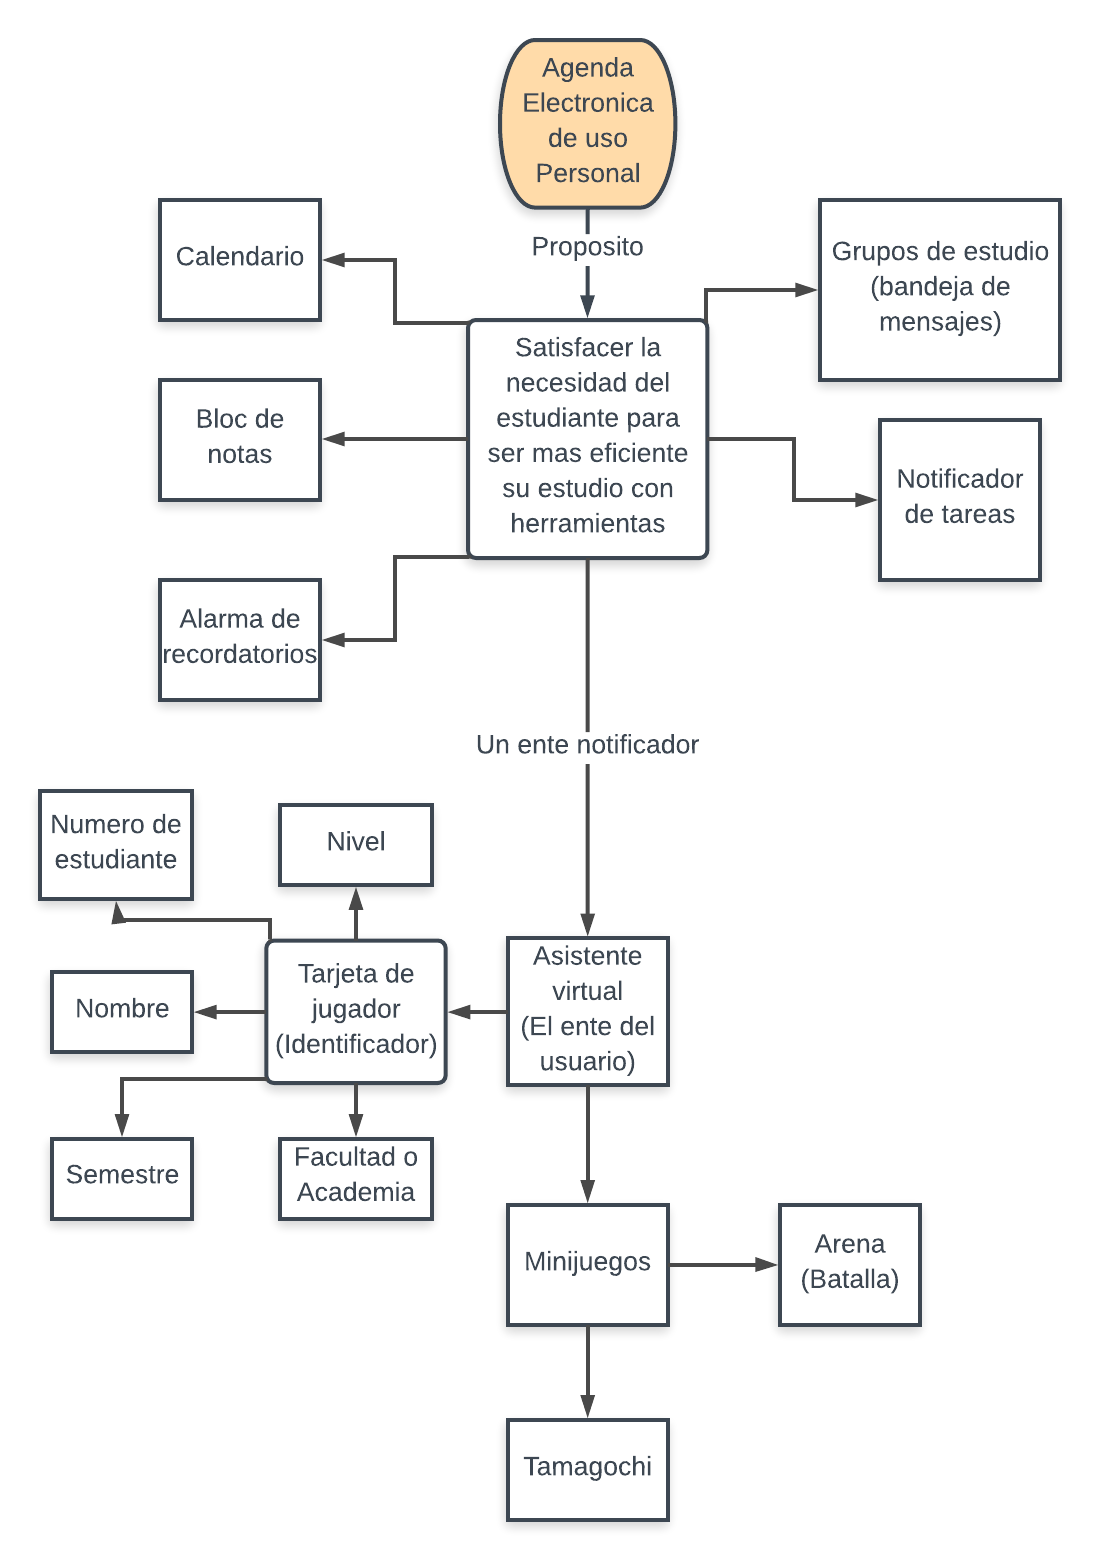 Agenda
Electronica
de uso
Personal
Proposito
Calendario
Grupos de estudio
(bandeja de
mensajes)
Satisfacer la
necesidad del
estudiante para
ser mas eficiente
su estudio con
herramientas
Bloc de
notas
Notificador
de tareas
Alarma de
recordatorios
Un ente notificador
Numero de
estudiante
Nivel
Asistente
virtual
(El ente del
usuario)
Tarjeta de
jugador
(Identificador)
Nombre
Semestre
Facultad o
Academia
Minijuegos
Arena
(Batalla)
Tamagochi